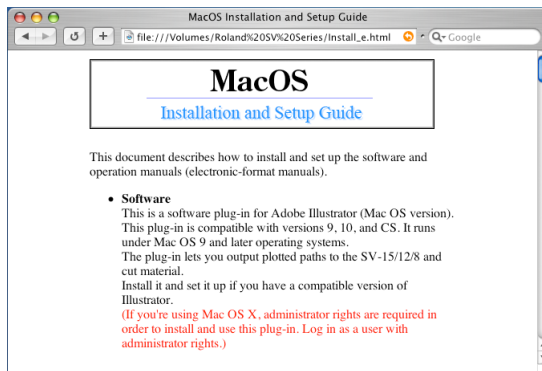 MacOS Installation and Setup Guide
file:///Volumes/Roland%20SV%20Series/Install_e.html
Google
MacOS
Installation and Setup Guide
This document describes how to install and set up the software and
operation manuals (electronic-format manuals).
• Software
This is a software plug-in for Adobe Illustrator (Mac OS version).
This plug-in is compatible with versions 9, 10, and CS. It runs
under Mac OS 9 and later operating systems.
The plug-in lets you output plotted paths to the SV-15/12/8 and
cut material.
Install it and set it up if you have a compatible version of
Illustrator.
(If you're using Mac OS X, administrator rights are required in
order to install and use this plug-in. Log in as a user with
administrator rights.)